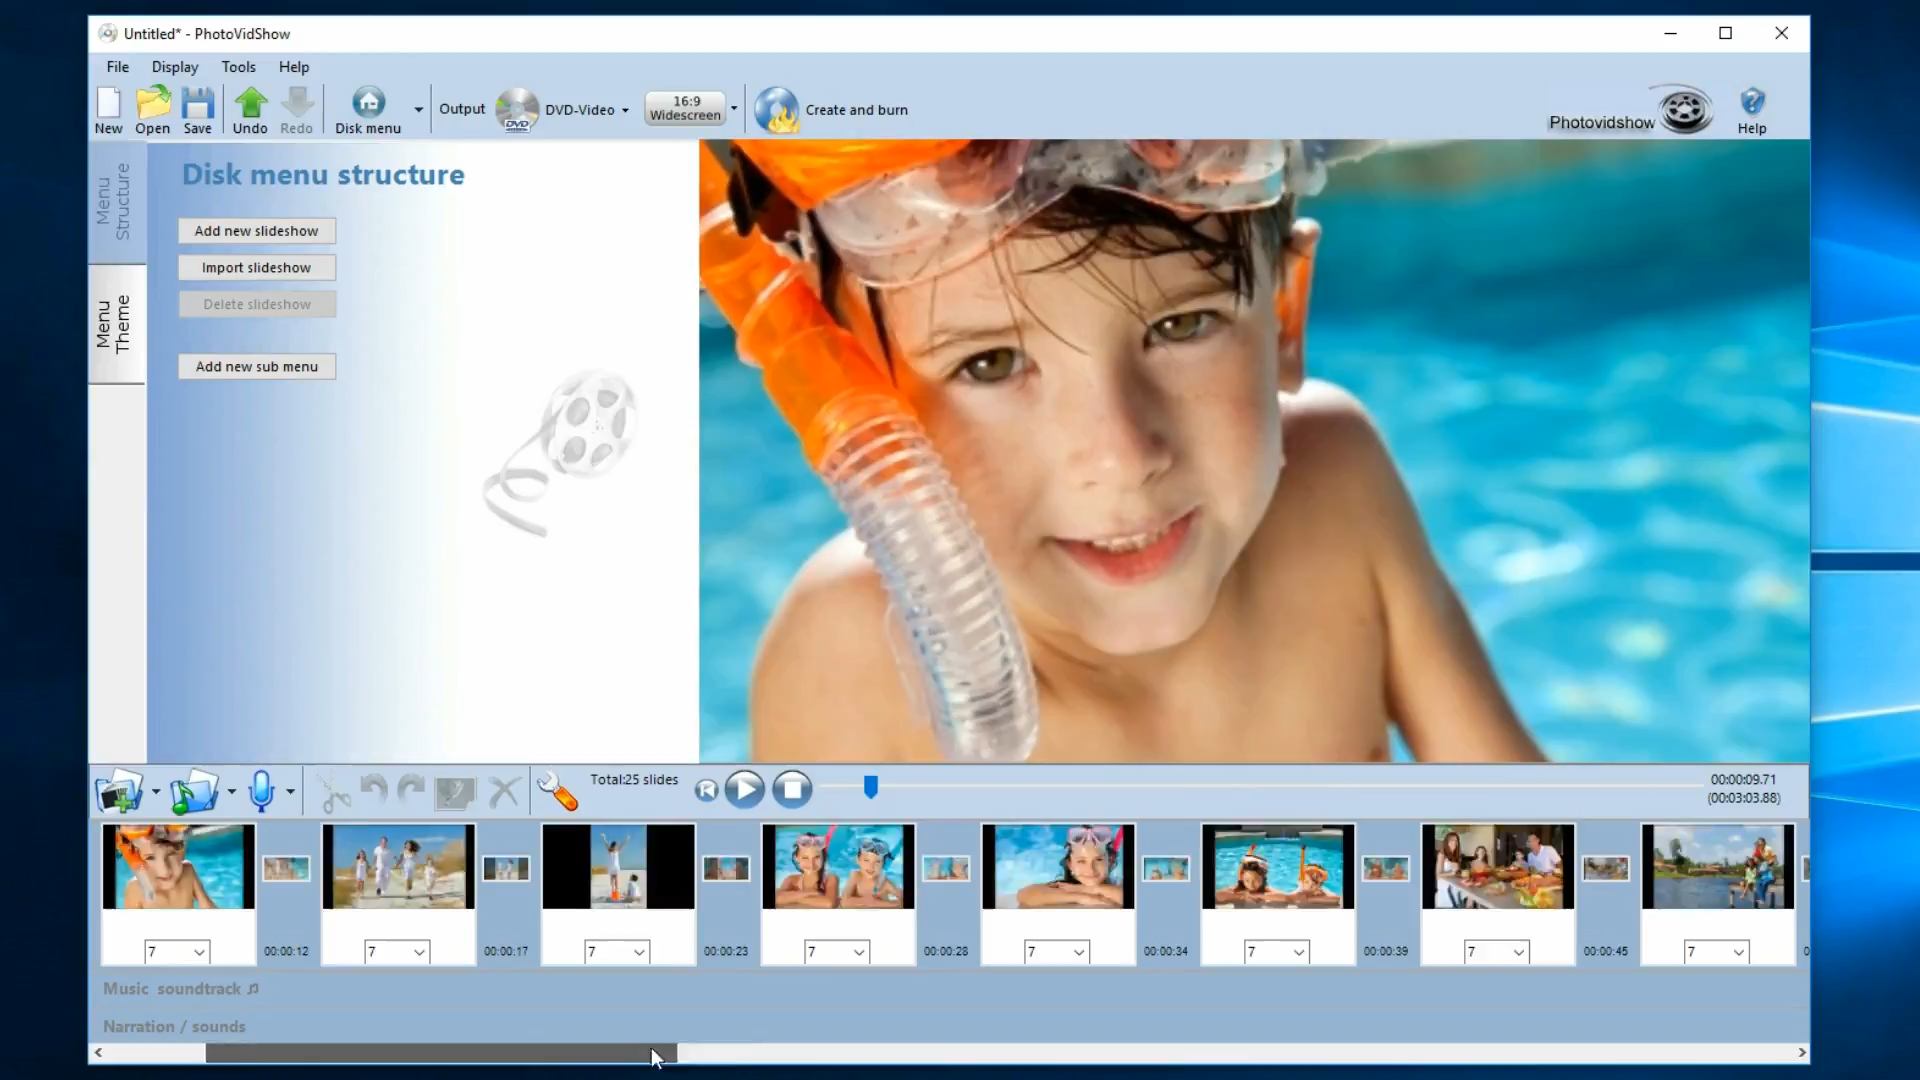 Untitled* - PhotoVidShow
File Display Tools Help
New Open Save Undo Redo Disk menu Output DVD DVD-Video 16:9 Widescreen Create and burn Photovidshow Help
Menu Structure
Menu Theme
Disk menu structure
Add new slideshow
Import slideshow
Delete slideshow
Add new sub menu
Total:25 slides
00:00:09.71
(00:03:03.88)
7 00:00:12 7 00:00:17 7 00:00:23 7 00:00:28 7 00:00:34 7 00:00:39 7 00:00:45 7
Music soundtrack
Narration / sounds